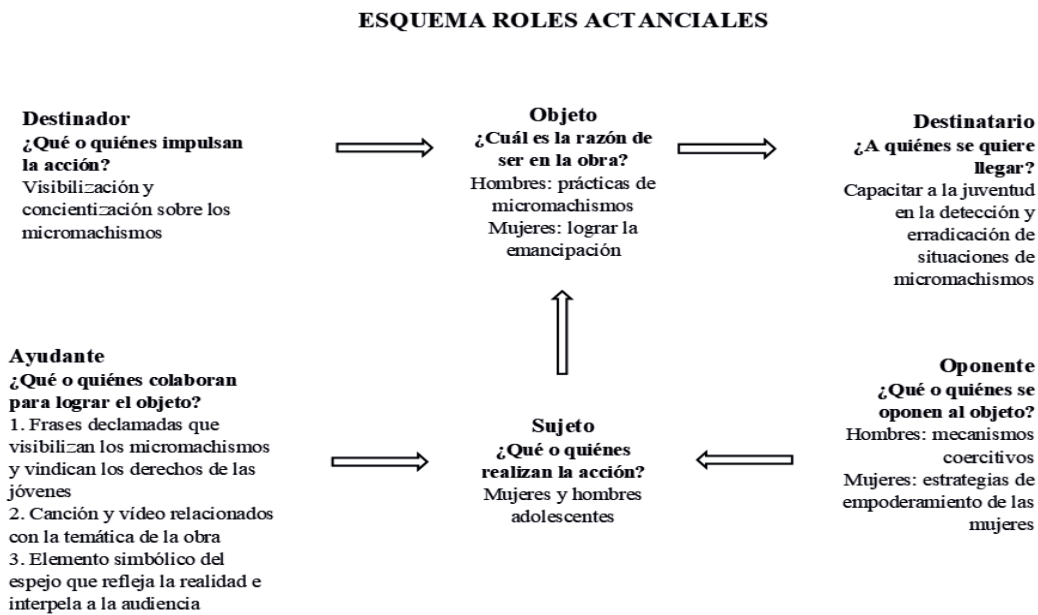 ESQUEMA ROLES ACTANCIALES
Destinador
¿Qué o quiénes impulsan
la acción?
Visibilización y
concientización sobre los
micromachismos
Objeto
¿Cuál es la razón de
ser en la obra?
Hombres: prácticas de
micromachismos
Mujeres: lograr la
emancipación
Destinatario
¿A quiénes se quiere
llegar?
Capacitar a la juventud
en la detección y
erradicación de
situaciones de
micromachismos
Ayudante
¿Qué o quiénes colaboran
para lograr el objeto?
1. Frases declamadas que
visibilizan los micromachismos
y vindican los derechos de las
jóvenes
2. Canción y vídeo relacionados
con la temática de la obra
3. Elemento simbólico del
espejo que refleja la realidad e
interpela a la audiencia
Sujeto
¿Qué o quiénes
realizan la acción?
Mujeres y hombres
adolescentes
Oponente
¿Qué o quiénes se
oponen al objeto?
Hombres: mecanismos
coercitivos
Mujeres: estrategias de
empoderamiento de las
mujeres